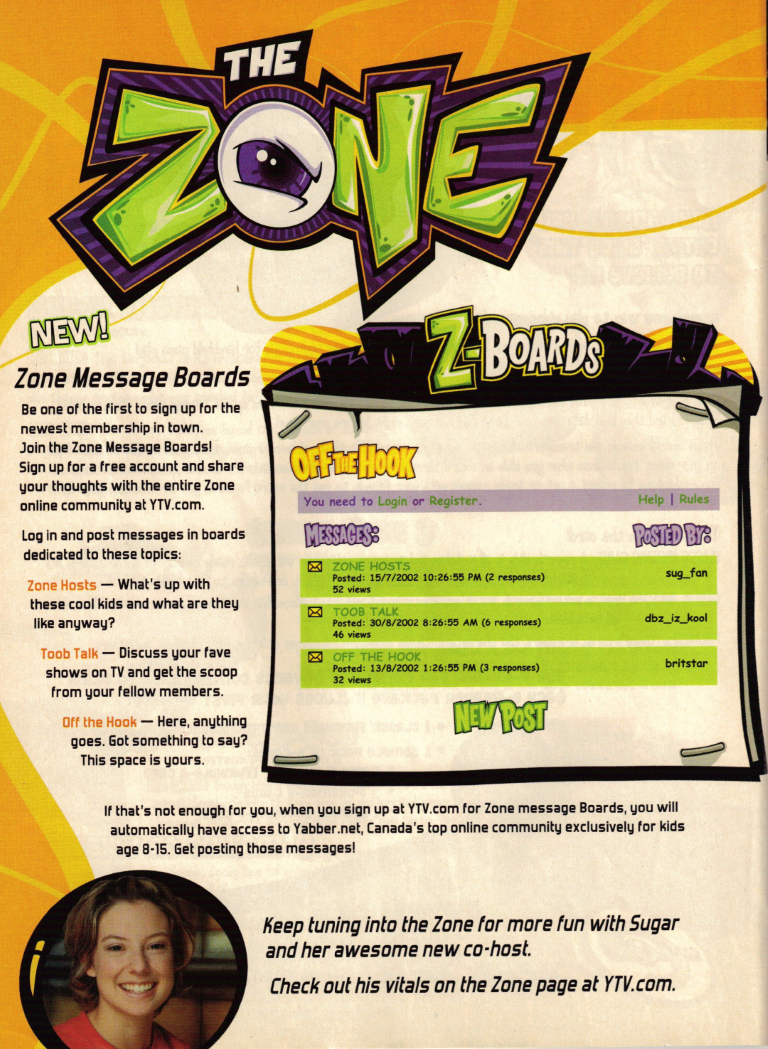 THE
ZONE
NEW!
Zone Message Boards
Be one of the first to sign up for the
newest membership in town.
Join the Zone Message Boards!
Sign up for a free account and share
your thoughts with the entire Zone
online community at YTV.com.
Log in and post messages in boards
dedicated to these topics:
Zone Hosts — What's up with
these cool kids and what are they
like anyway?
Toob Talk — Discuss your fave
shows on TV and get the scoop
from your fellow members.
Off the Hook — Here, anything
goes. Got something to say?
This space is yours.
Z-BOARDS
OFF THE HOOK
You need to Login or Register. Help | Rules
MESSAGES: POSTED BY:
ZONE HOSTS
Posted: 15/7/2002 10:26:55 PM (2 responses) sug_fan
52 views
TOOB TALK
Posted: 30/8/2002 8:26:55 AM (6 responses) dbz_iz_kool
46 views
OFF THE HOOK
Posted: 13/8/2002 1:26:55 PM (3 responses) britstar
32 views
NEW POST
If that's not enough for you, when you sign up at YTV.com for Zone message Boards, you will
automatically have access to Yabber.net, Canada's top online community exclusively for kids
age 8-15. Get posting those messages!
Keep tuning into the Zone for more fun with Sugar
and her awesome new co-host.
Check out his vitals on the Zone page at YTV.com.